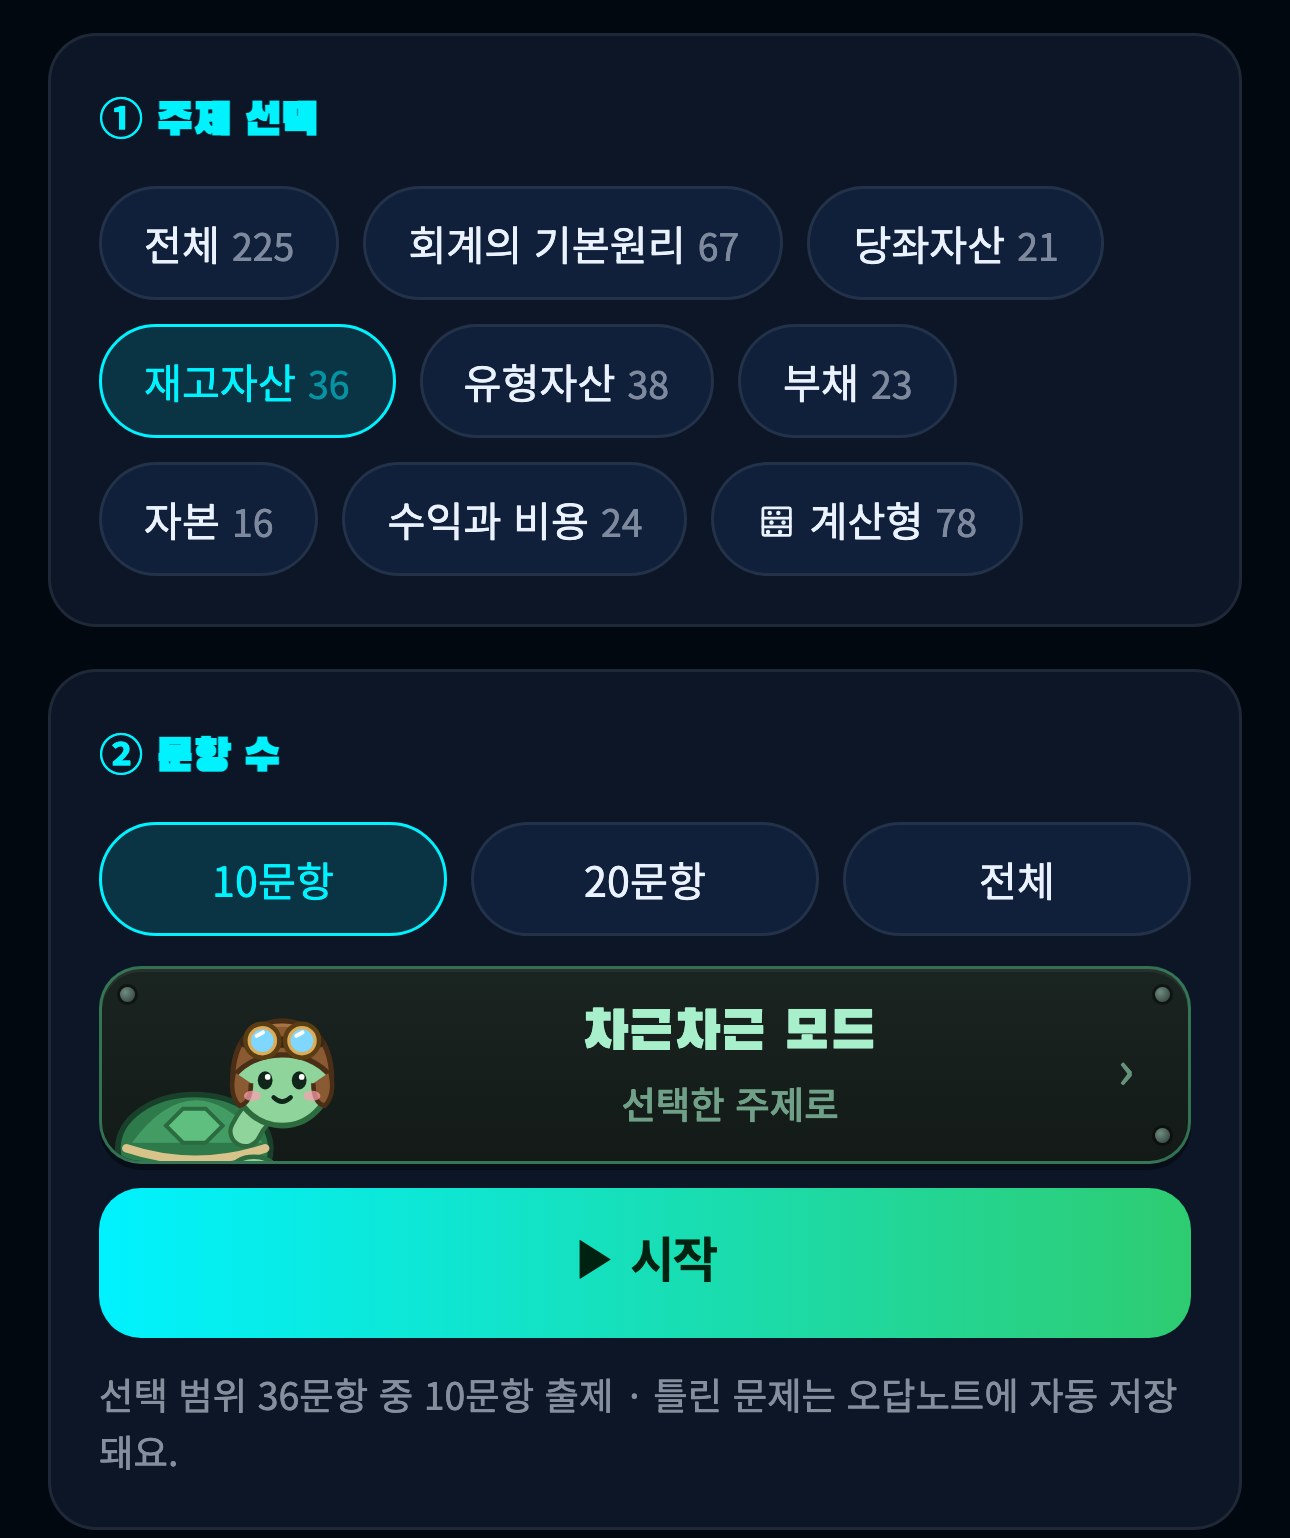 ① 주제 선택
전체 225 회계의 기본원리 67 당좌자산 21
재고자산 36 유형자산 38 부채 23
자본 16 수익과 비용 24 🧮 계산형 78
② 문항 수
10문항 20문항 전체
차근차근 모드
선택한 주제로
›
▶ 시작
선택 범위 36문항 중 10문항 출제 · 틀린 문제는 오답노트에 자동 저장
돼요.